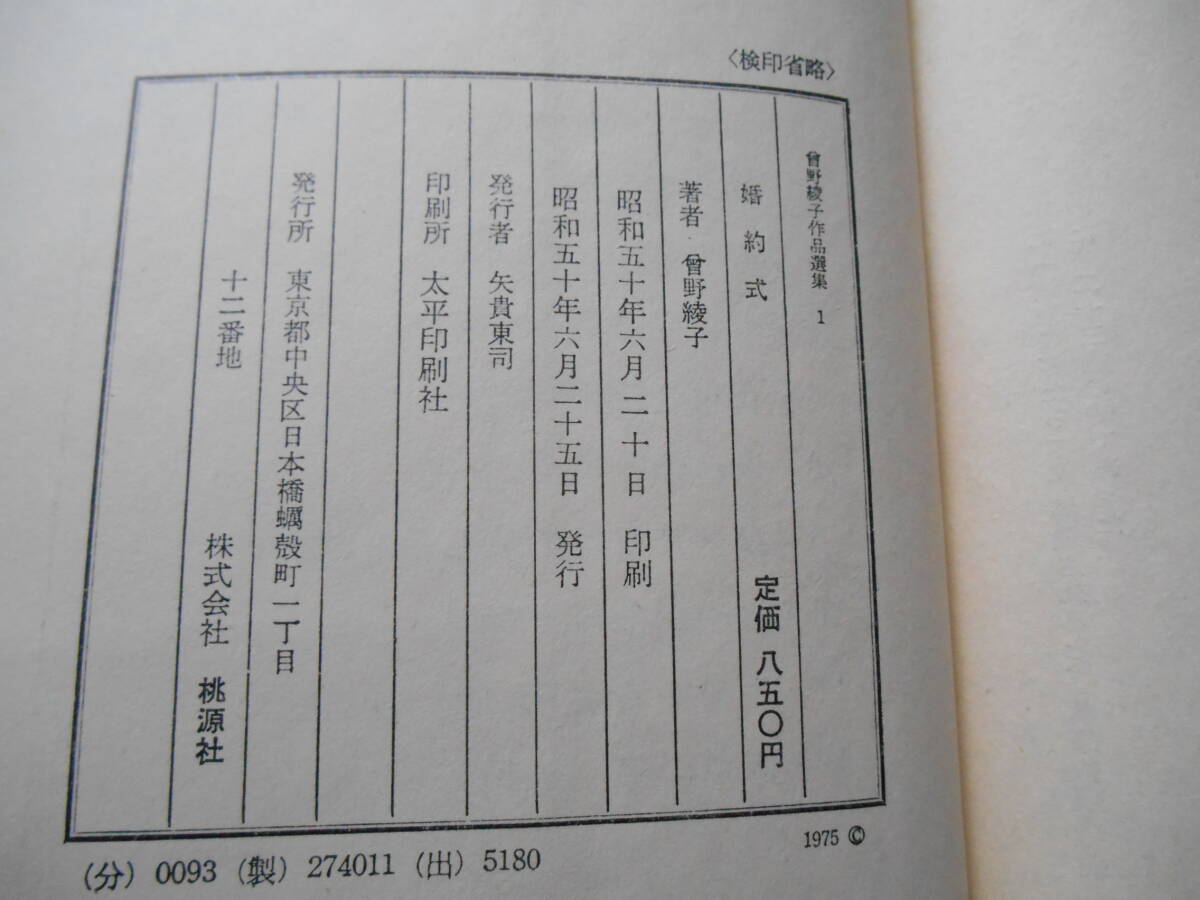 〈検印省略〉
曾野綾子作品選集 1
婚約式 定価 八五〇円
著者・曾野綾子
昭和五十年六月二十日 印刷
昭和五十年六月二十五日 発行
発行者 矢貴東司
印刷所 太平印刷社
発行所 東京都中央区日本橋蠣殻町一丁目
十二番地 株式会社 桃源社
1975 ©
(分) 0093 (製) 274011 (出) 5180